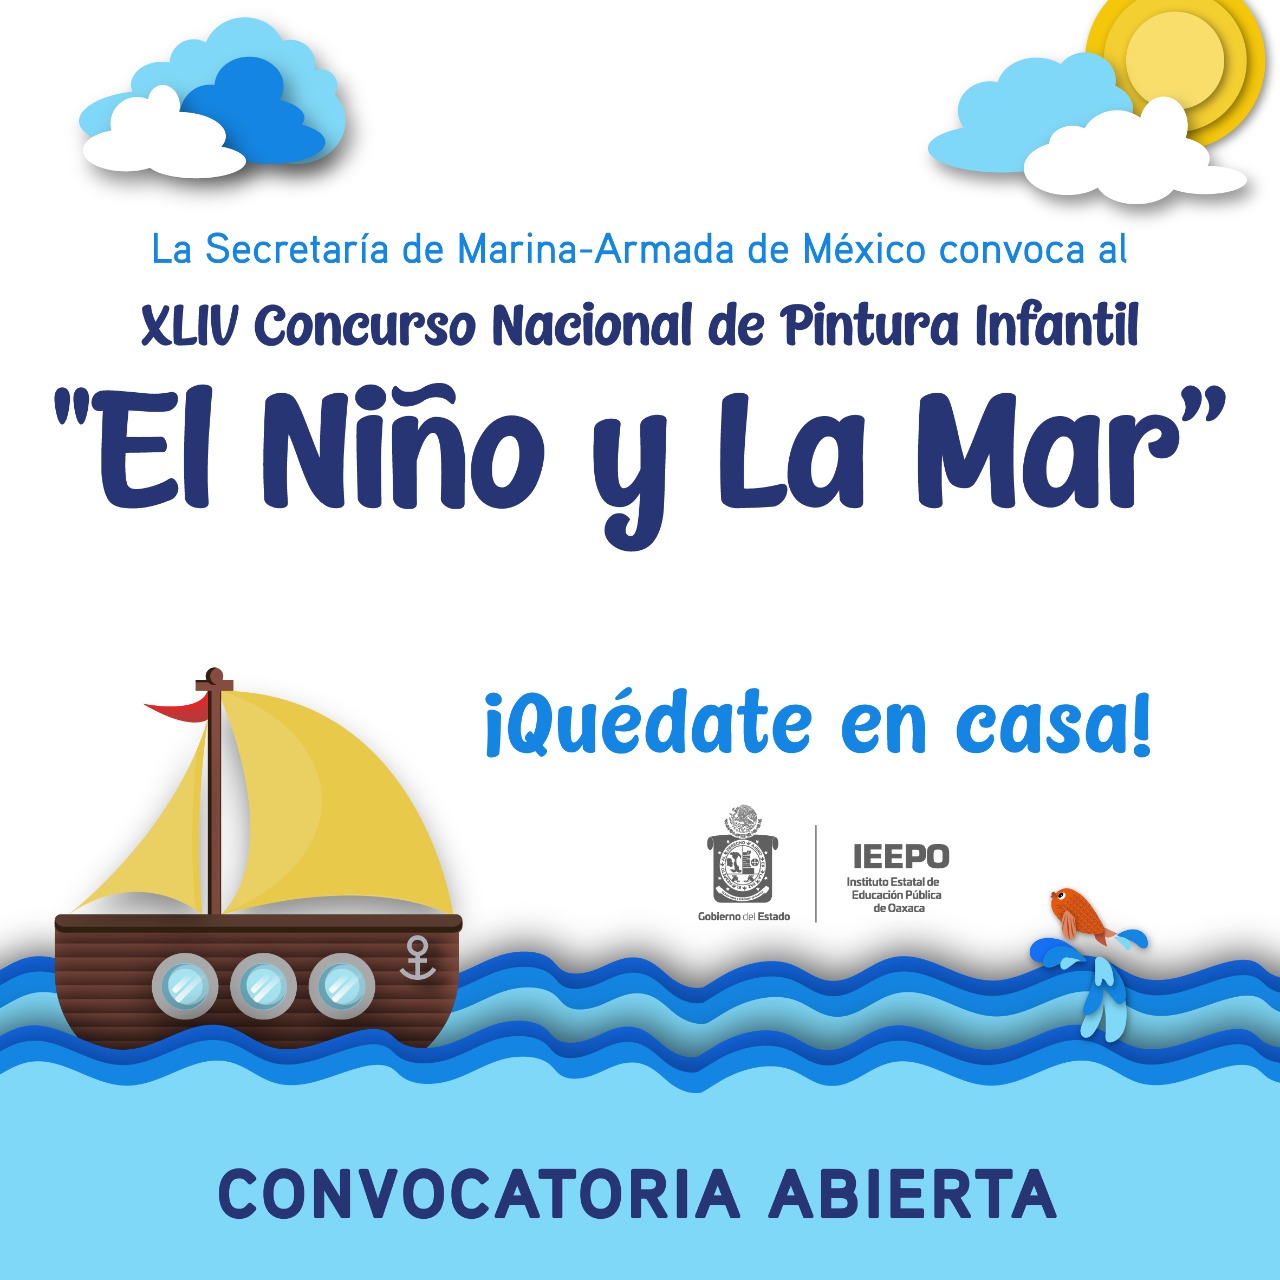 La Secretaría de Marina-Armada de México convoca al
XLIV Concurso Nacional de Pintura Infantil
"El Niño y La Mar”
¡Quédate en casa!
Gobierno del Estado
IEEPO
Instituto Estatal de
Educación Pública
de Oaxaca
CONVOCATORIA ABIERTA